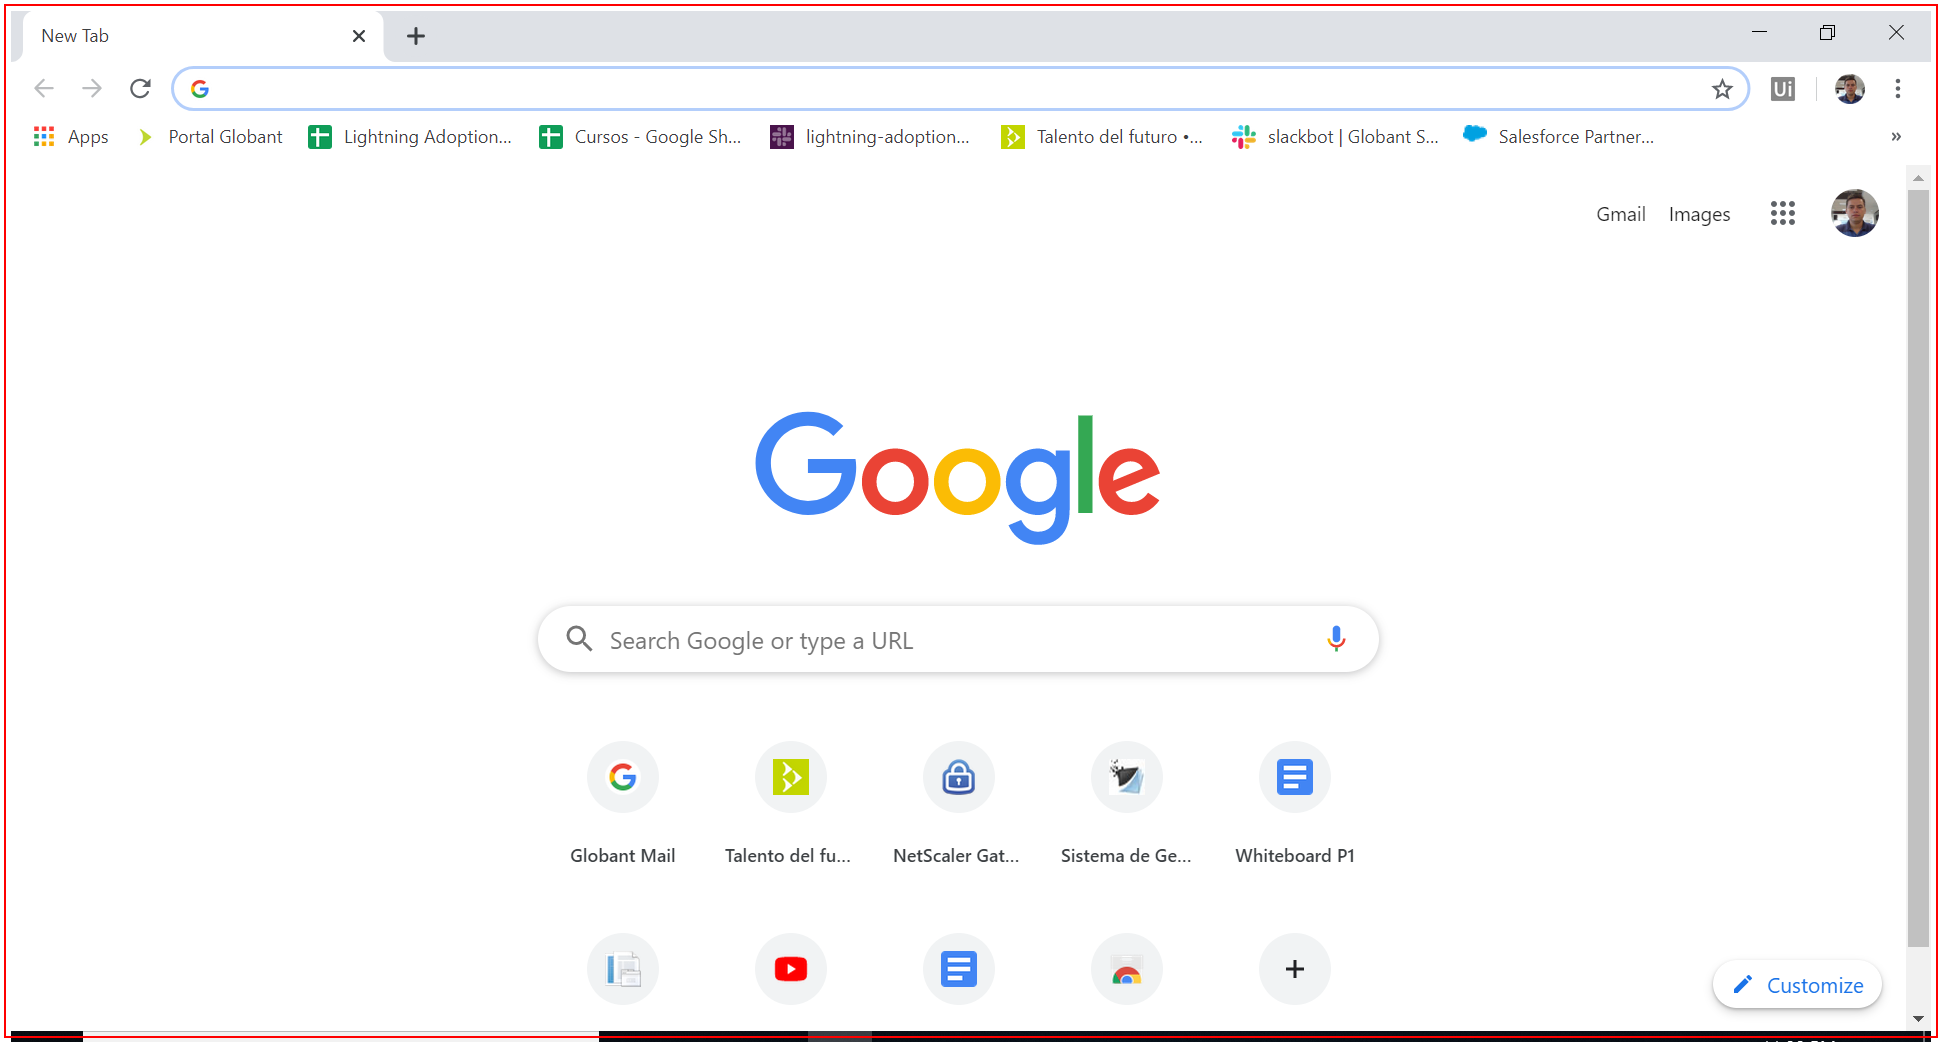 New Tab
Ui
Apps Portal Globant Lightning Adoption... Cursos - Google Sh... lightning-adoption... Talento del futuro •... slackbot | Globant S... Salesforce Partner... »
Gmail Images
Google
Search Google or type a URL
Globant Mail Talento del fu... NetScaler Gat... Sistema de Ge... Whiteboard P1
Customize